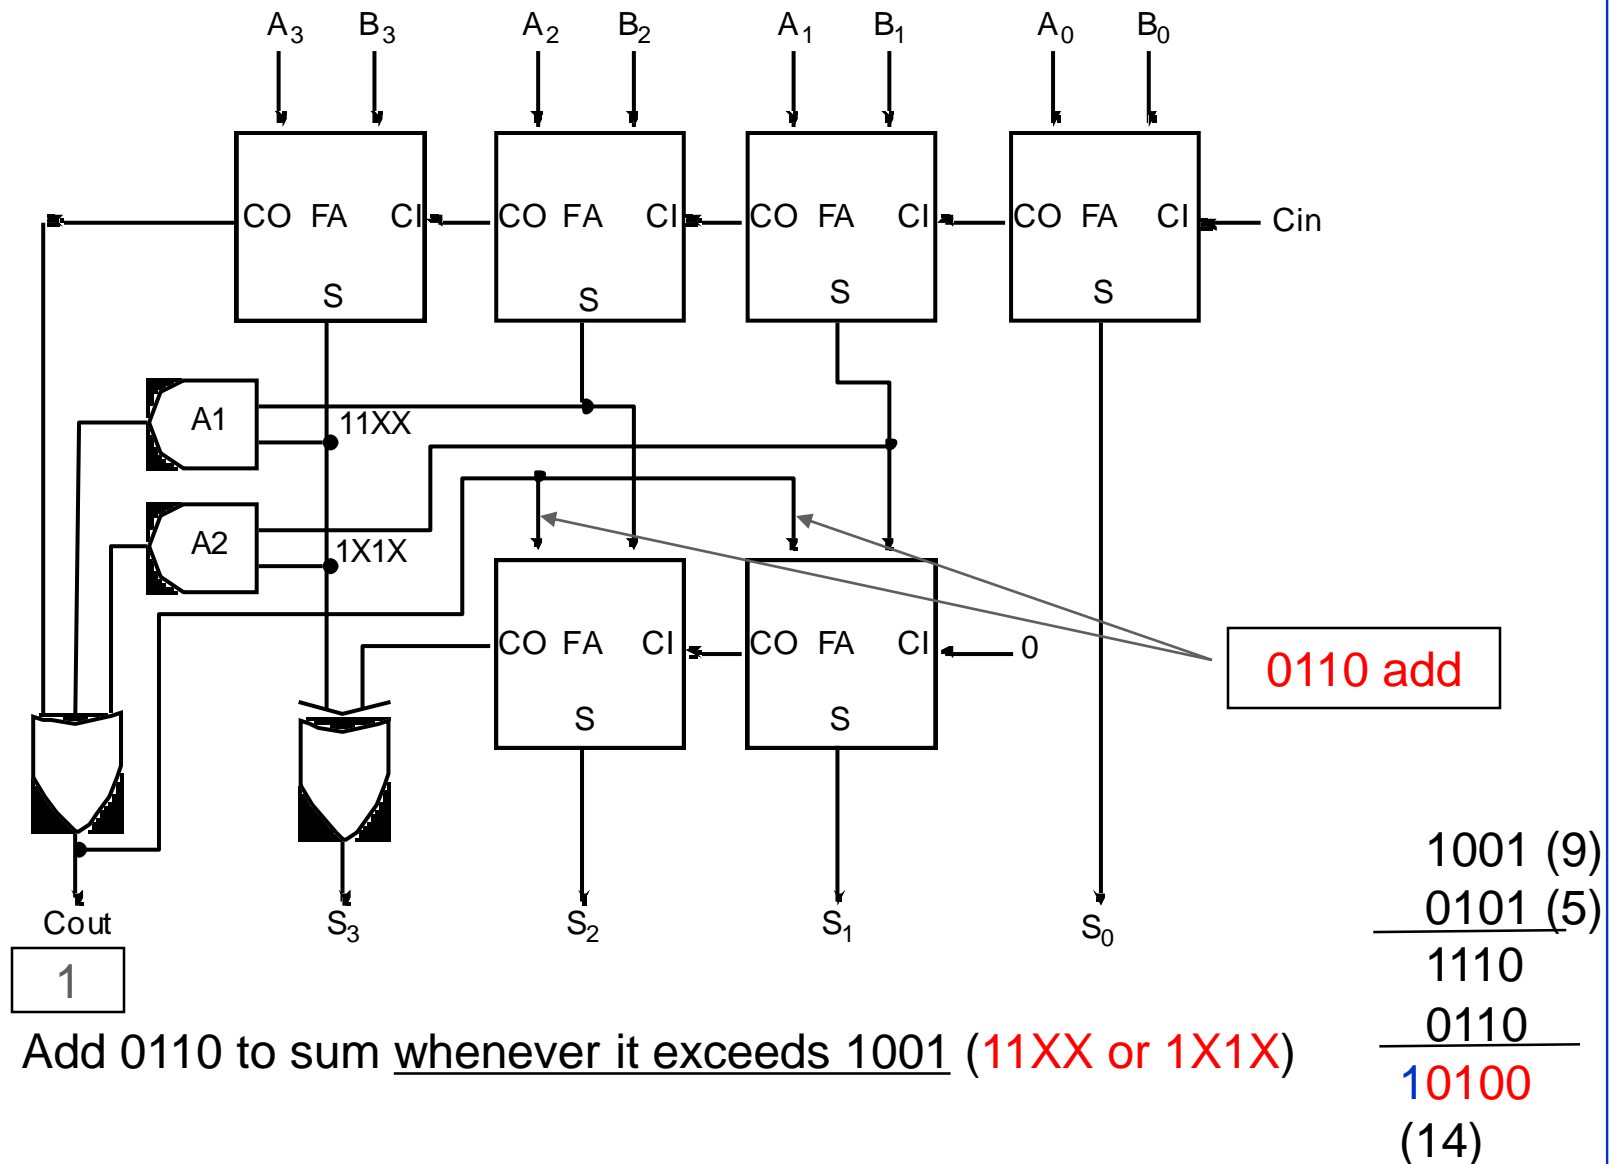 A3 B3 A2 B2 A1 B1 A0 B0
CO FA CI CO FA CI CO FA CI CO FA CI Cin
S S S S
A1 11XX
A2 1X1X
CO FA CI CO FA CI 0
0110 add
S S
1001 (9)
0101 (5)
Cout S3 S2 S1 S0
1110
1
0110
Add 0110 to sum whenever it exceeds 1001 (11XX or 1X1X)
10100
(14)